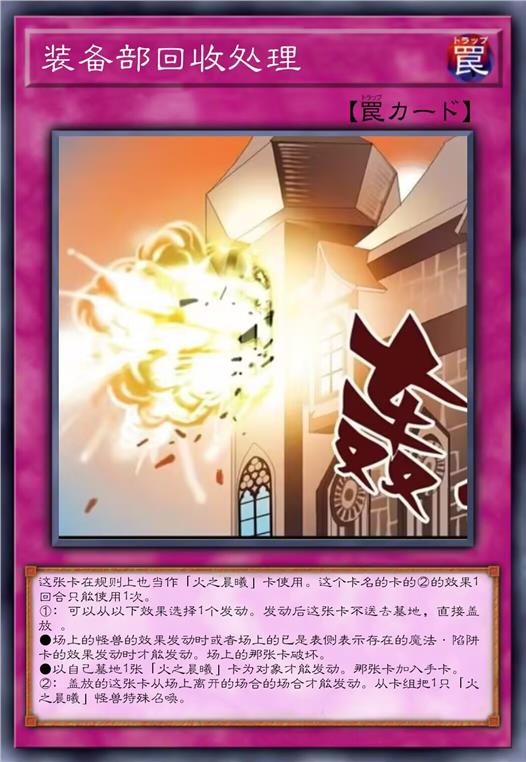 装备部回收处理
トラップ
罠
トラップ
【罠カード】
轰
这张卡在规则上也当作「火之晨曦」卡使用。这个卡名的卡的②的效果1
回合只能使用1次。
①：可以从以下效果选择1个发动。发动后这张卡不送去墓地，直接盖
放 。
●场上的怪兽的效果发动时或者场上的已是表侧表示存在的魔法·陷阱
卡的效果发动时才能发动。场上的那张卡破坏。
●以自己墓地1张「火之晨曦」卡为对象才能发动。那张卡加入手卡。
②：盖放的这张卡从场上离开的场合的场合才能发动。从卡组把1只「火
之晨曦」怪兽特殊召唤。